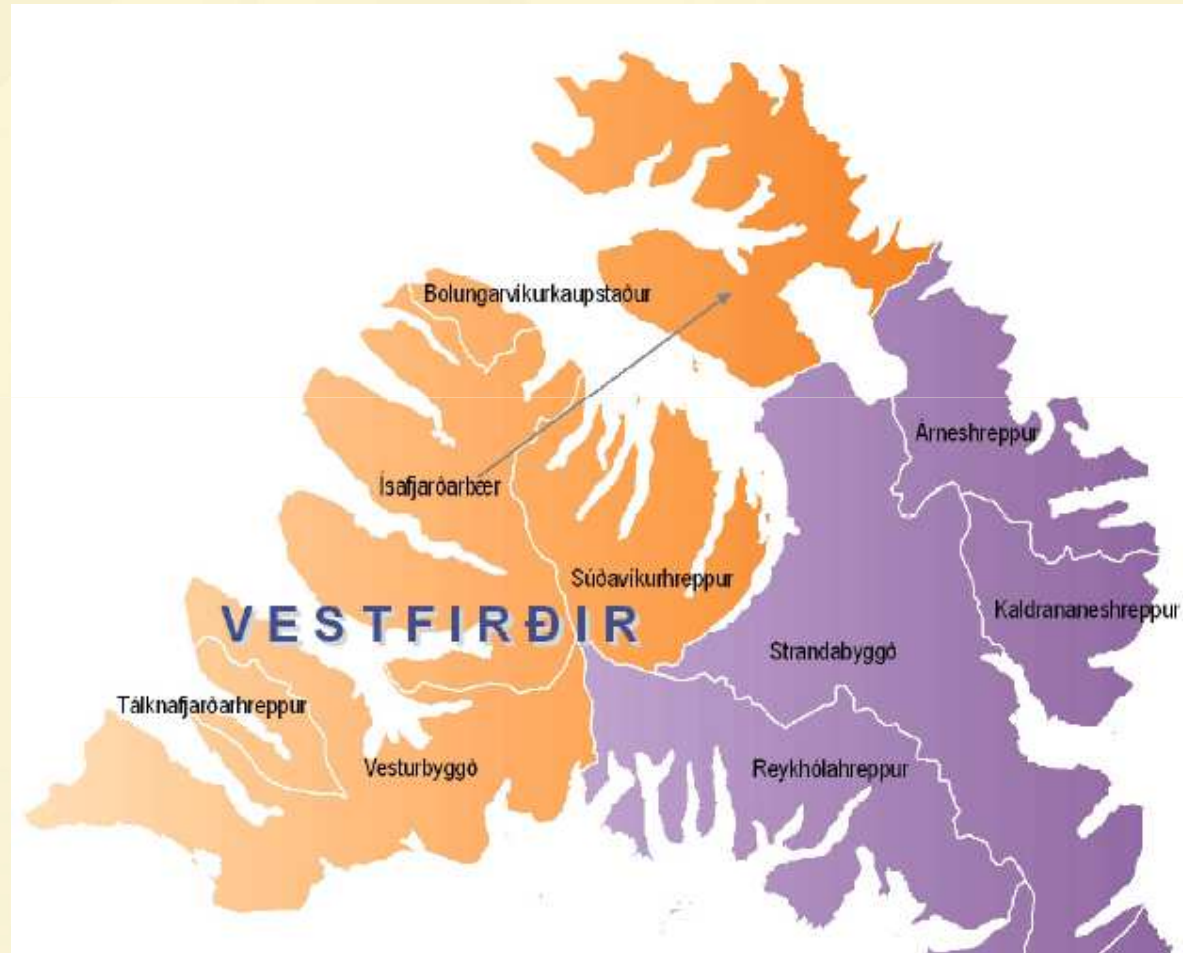 Bolungarvíkurkaupstaður
Árneshreppur
Ísafjarðarbær
Súðavíkurhreppur
Kaldrananeshreppur
VESTFIRÐIR
Strandabyggð
Tálknafjarðarhreppur
Vesturbyggð
Reykhólahreppur